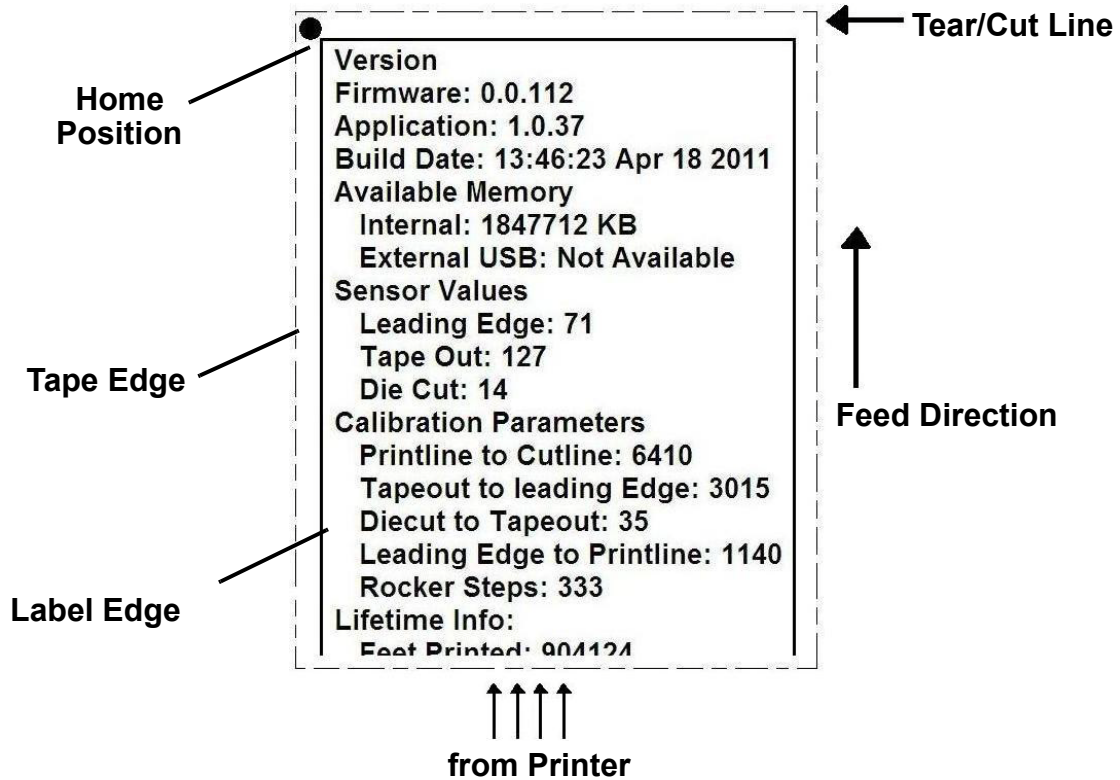 Tear/Cut Line
Home
Position
Version
Firmware: 0.0.112
Application: 1.0.37
Build Date: 13:46:23 Apr 18 2011
Available Memory
Internal: 1847712 KB
External USB: Not Available
Sensor Values
Leading Edge: 71
Tape Out: 127
Die Cut: 14
Calibration Parameters
Printline to Cutline: 6410
Tapeout to leading Edge: 3015
Diecut to Tapeout: 35
Leading Edge to Printline: 1140
Rocker Steps: 333
Lifetime Info:
Feet Printed: 904124
Tape Edge
Feed Direction
Label Edge
from Printer